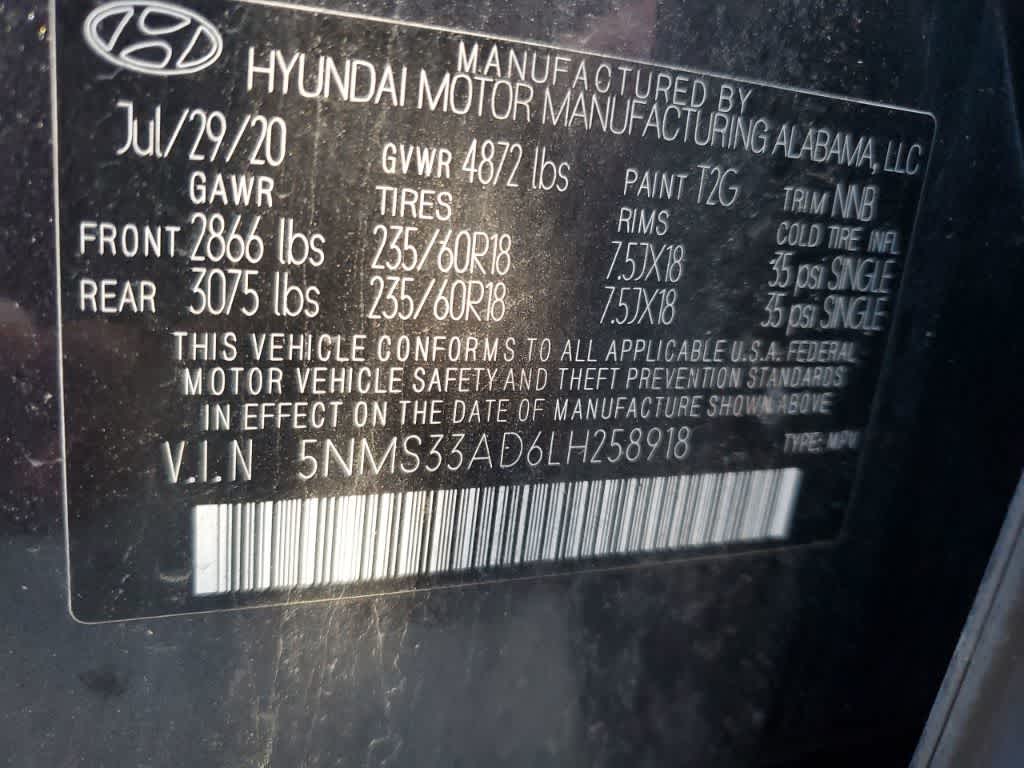 MANUFACTURED BY
HYUNDAI MOTOR MANUFACTURING ALABAMA, LLC
Jul/29/20 GVWR 4872 lbs PAINT T2G TRIM NNB
GAWR TIRES RIMS COLD TIRE INFL
FRONT 2866 lbs 235/60R18 7.5JX18 35 psi SINGLE
REAR 3075 lbs 235/60R18 7.5JX18 35 psi SINGLE
THIS VEHICLE CONFORMS TO ALL APPLICABLE U.S.A. FEDERAL
MOTOR VEHICLE SAFETY AND THEFT PREVENTION STANDARDS
IN EFFECT ON THE DATE OF MANUFACTURE SHOWN ABOVE
V.I.N 5NMS33AD6LH258918 TYPE: MPV